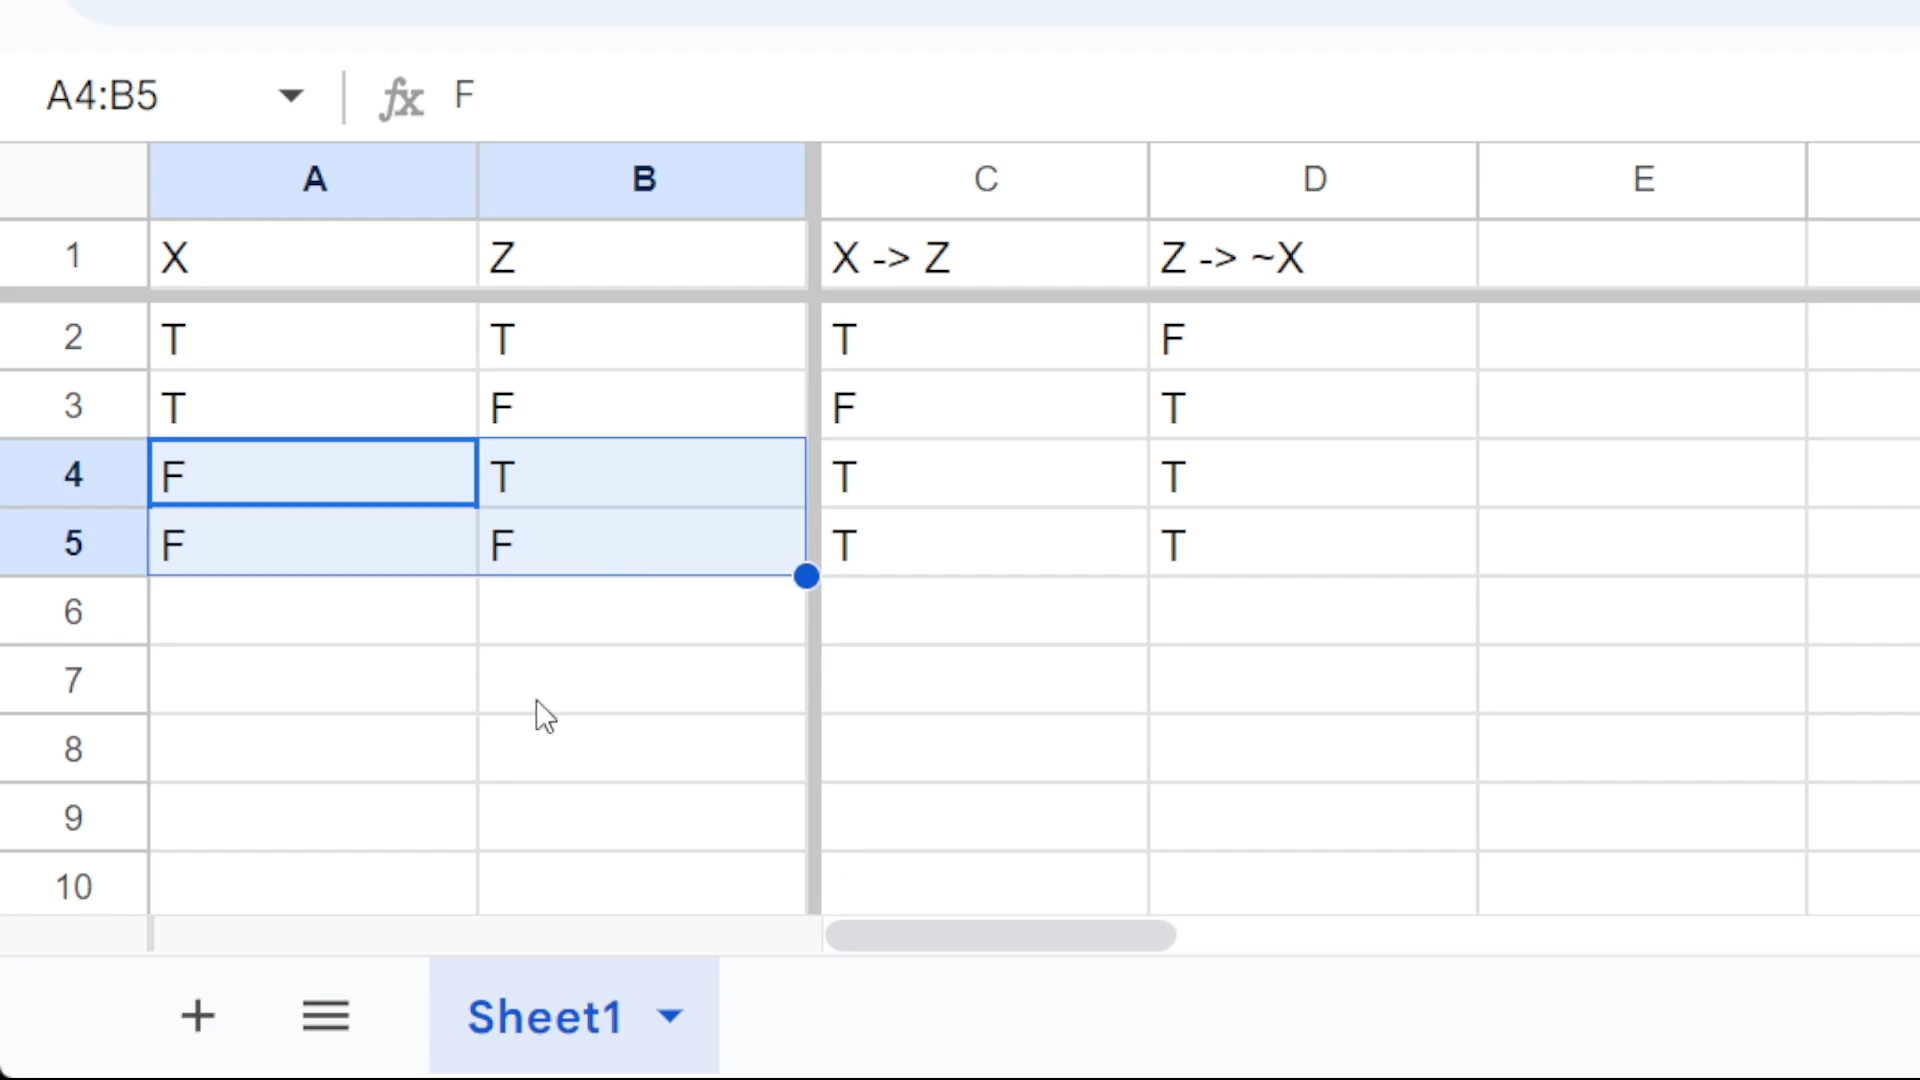 A4:B5 fx F
A B C D E
1 X Z X -> Z Z -> ~X
2 T T T F
3 T F F T
4 F T T T
5 F F T T
6
7
8
9
10
+ Sheet1